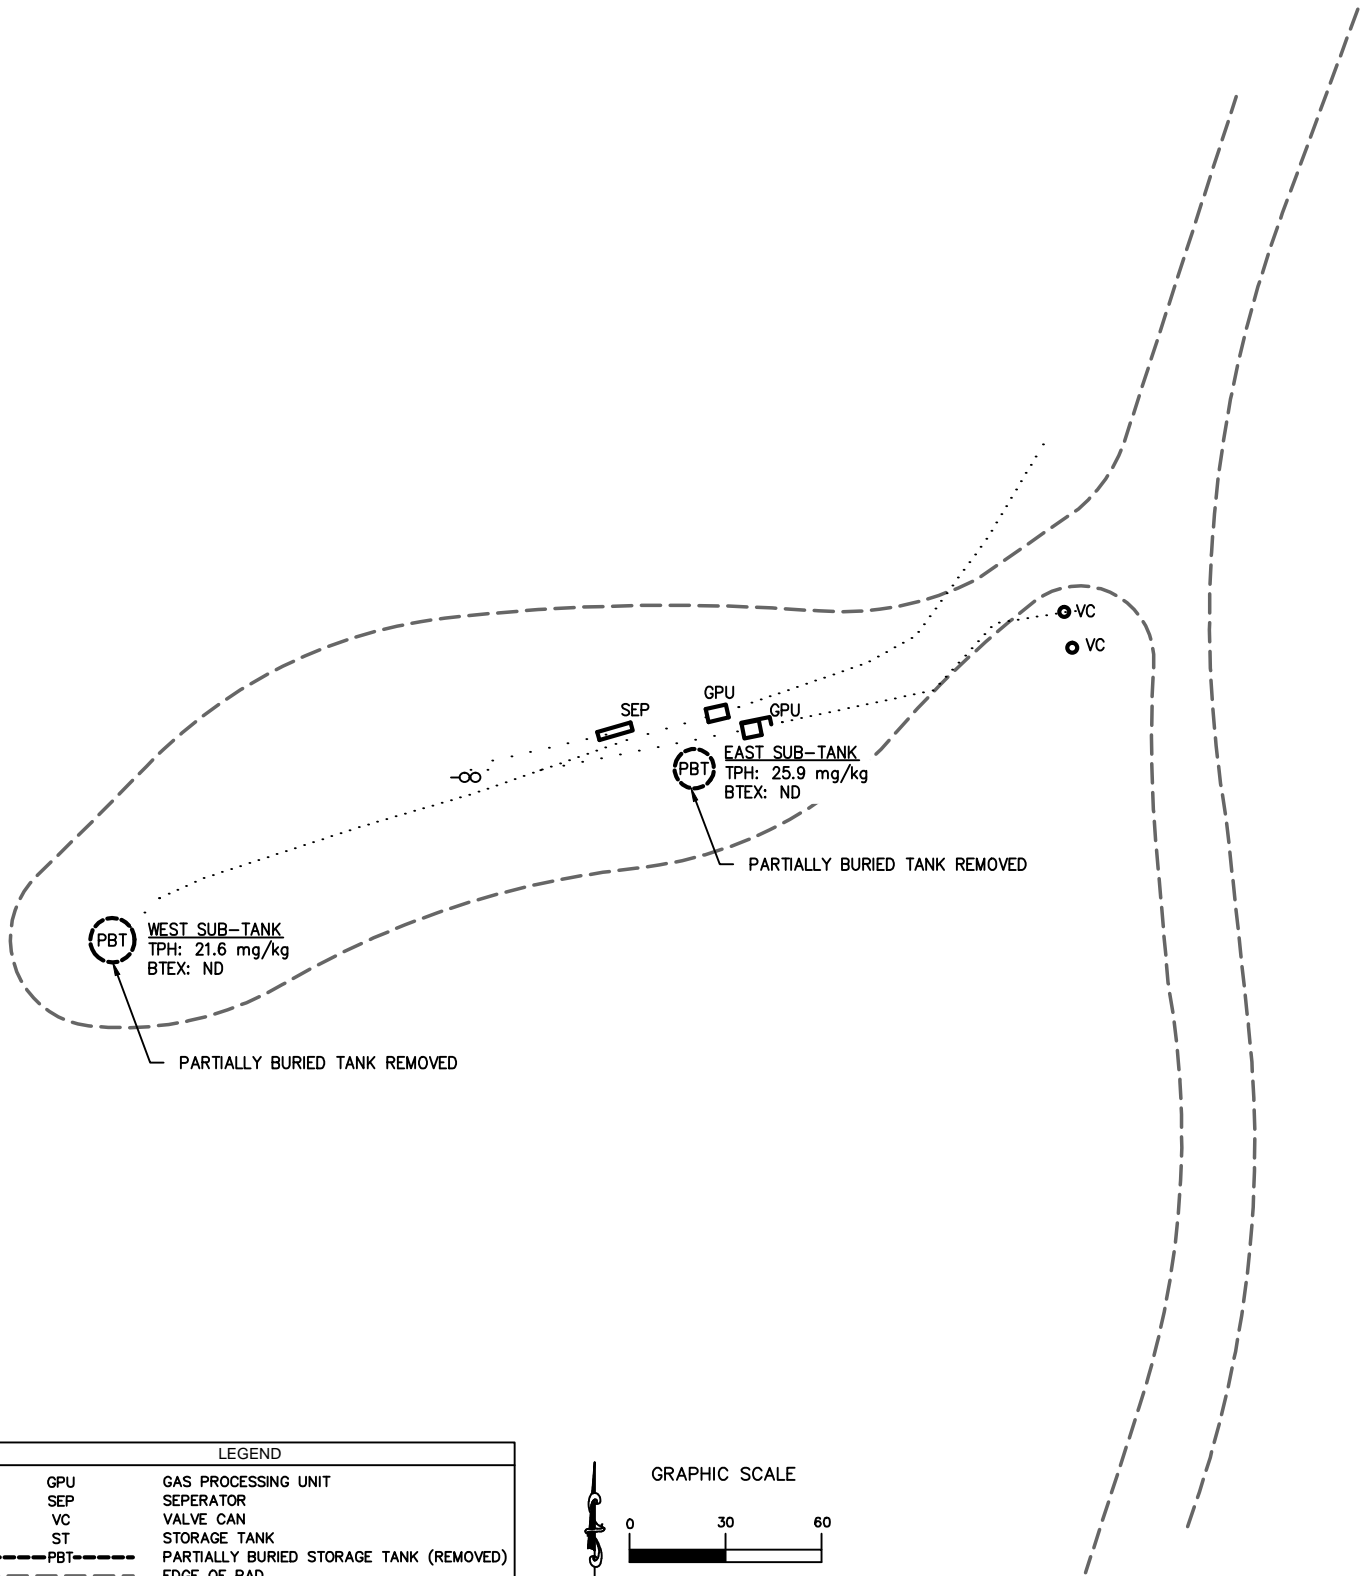 VC
VC
GPU
SEP
GPU
EAST SUB-TANK
PBT
TPH: 25.9 mg/kg
BTEX: ND
PARTIALLY BURIED TANK REMOVED
WEST SUB-TANK
PBT
TPH: 21.6 mg/kg
BTEX: ND
PARTIALLY BURIED TANK REMOVED
LEGEND
GPU GAS PROCESSING UNIT
SEP SEPERATOR
VC VALVE CAN
ST STORAGE TANK
PBT PARTIALLY BURIED STORAGE TANK (REMOVED)
EDGE OF PAD
GRAPHIC SCALE
0 30 60